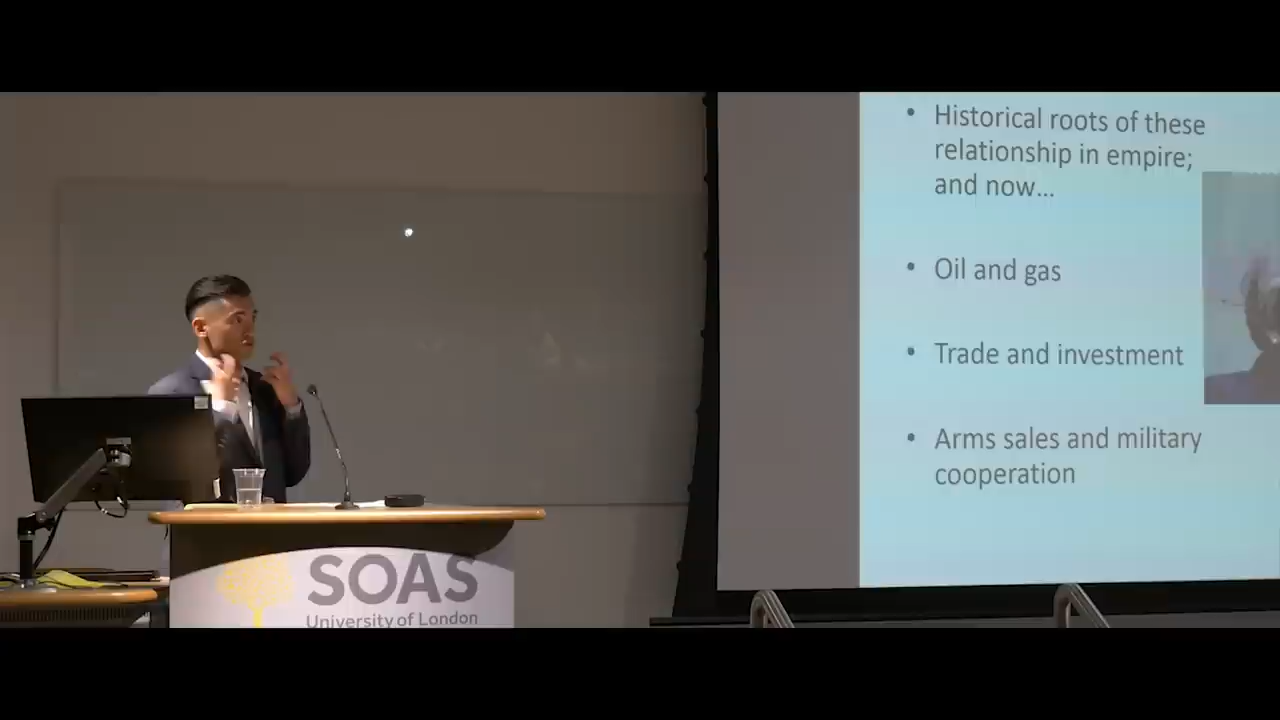 • Historical roots of these
relationship in empire;
and now...
• Oil and gas
• Trade and investment
• Arms sales and military
cooperation
SOAS
University of London